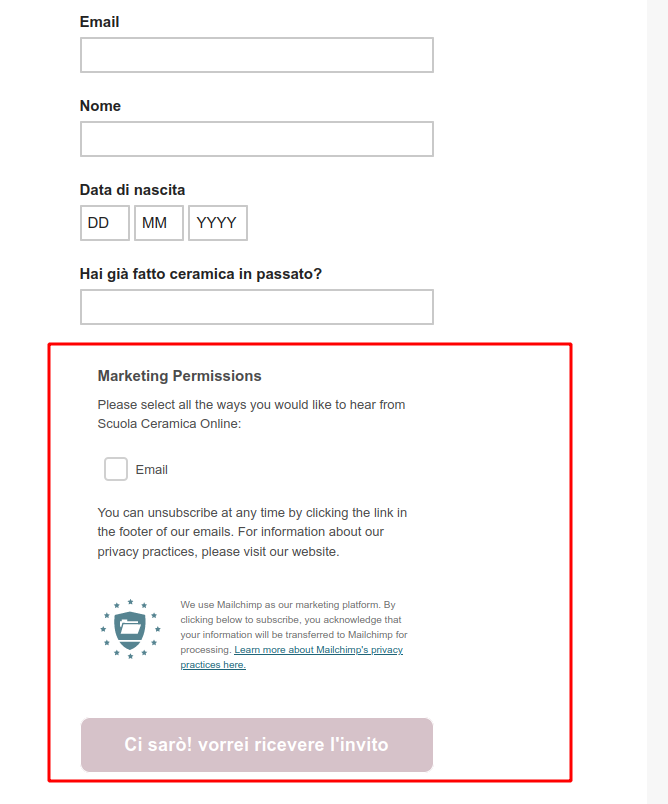 Email
Nome
Data di nascita
DD MM YYYY
Hai già fatto ceramica in passato?
Marketing Permissions
Please select all the ways you would like to hear from
Scuola Ceramica Online:
Email
You can unsubscribe at any time by clicking the link in
the footer of our emails. For information about our
privacy practices, please visit our website.
We use Mailchimp as our marketing platform. By
clicking below to subscribe, you acknowledge that
your information will be transferred to Mailchimp for
processing. Learn more about Mailchimp's privacy
practices here.
Ci sarò! vorrei ricevere l'invito